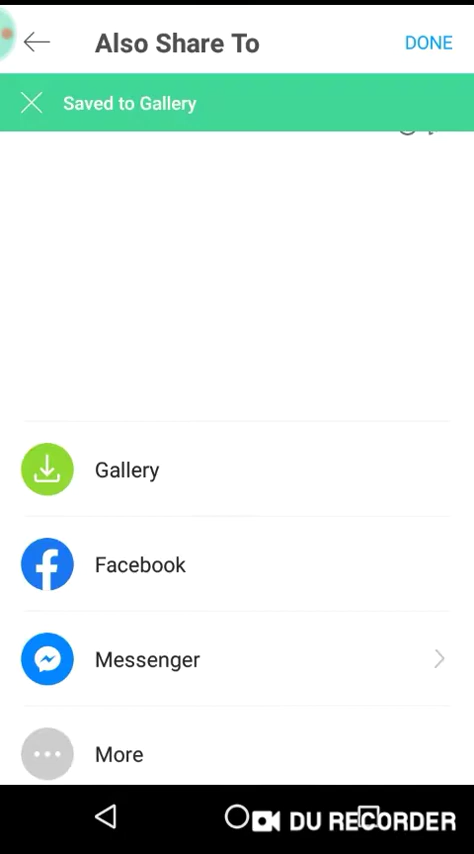 Also Share To
DONE
Saved to Gallery
Gallery
Facebook
Messenger
More
DU RECORDER